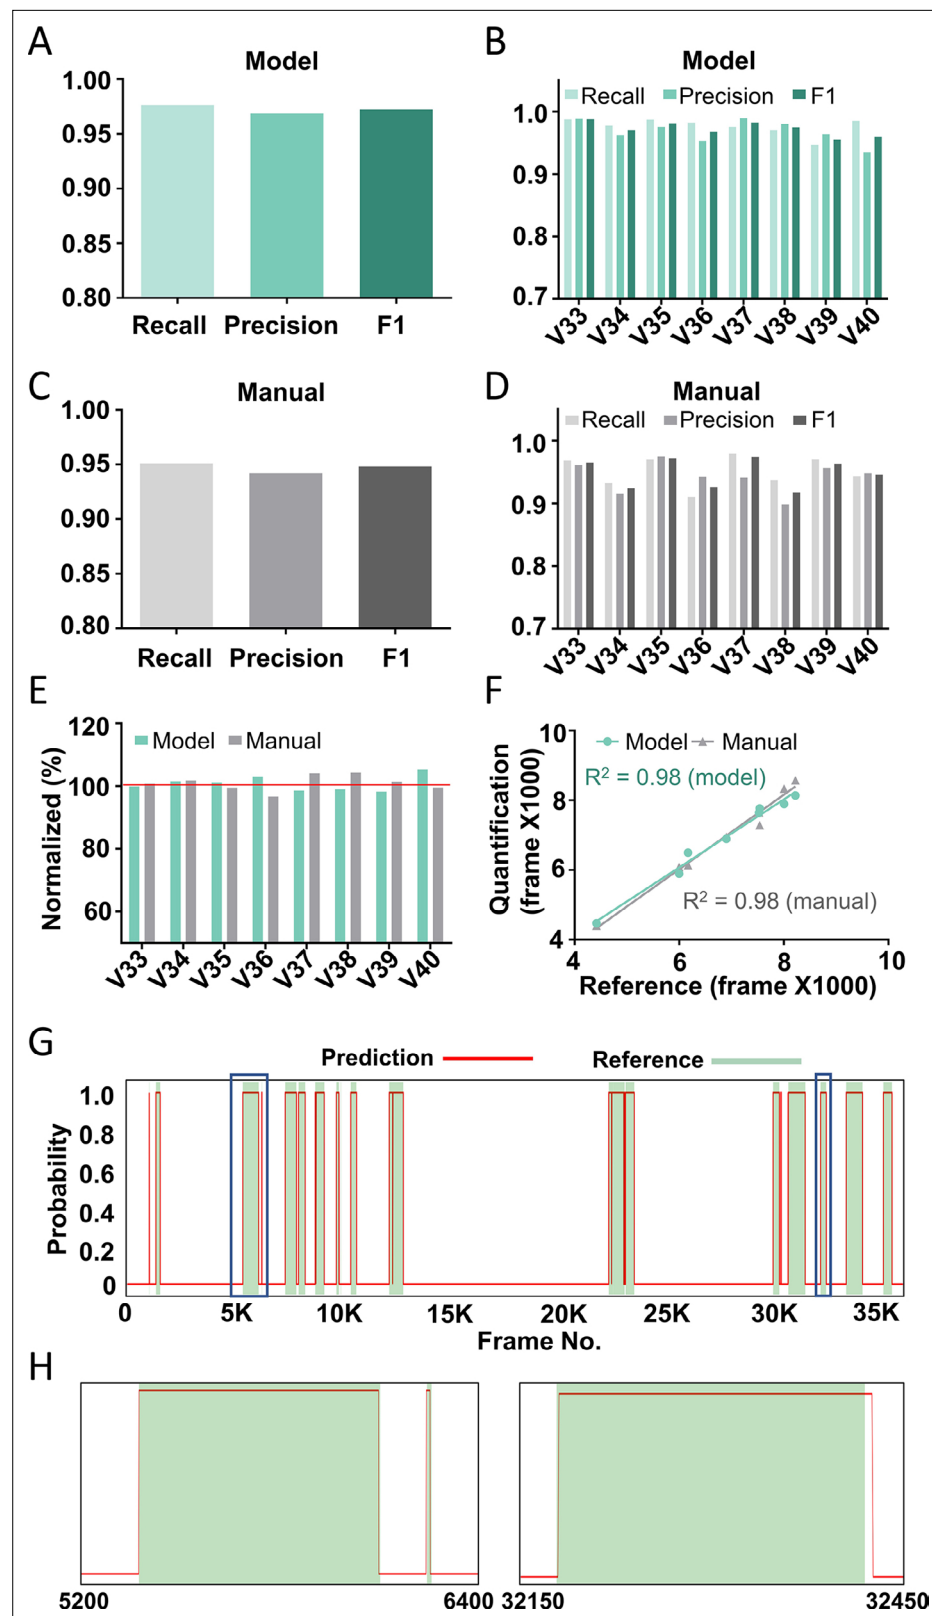 A
Model
1.00
0.95
0.90
0.85
0.80
Recall Precision F1
B
Model
Recall Precision F1
1.0
0.9
0.8
0.7
V33 V34 V35 V36 V37 V38 V39 V40
C
Manual
1.00
0.95
0.90
0.85
0.80
Recall Precision F1
D
Manual
Recall Precision F1
1.0
0.9
0.8
0.7
V33 V34 V35 V36 V37 V38 V39 V40
E
Normalized (%)
120
100
80
60
Model Manual
V33 V34 V35 V36 V37 V38 V39 V40
F
Quantification
(frame X1000)
10
8
6
4
Model Manual
R² = 0.98 (model)
R² = 0.98 (manual)
4 6 8 10
Reference (frame X1000)
G
Prediction Reference
Probability
1.0
0.8
0.6
0.4
0.2
0
0 5K 10K 15K 20K 25K 30K 35K
Frame No.
H
5200 6400 32150 32450